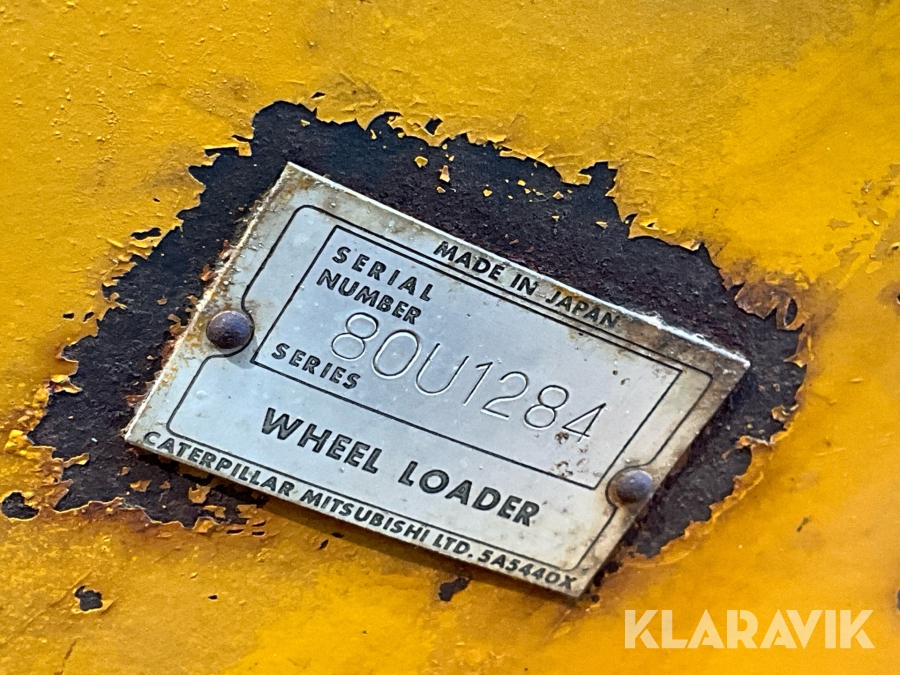 MADE IN JAPAN
SERIAL
NUMBER
80U1284
SERIES
WHEEL LOADER
CATERPILLAR MITSUBISHI LTD. 5A5440X
KLARAVIK